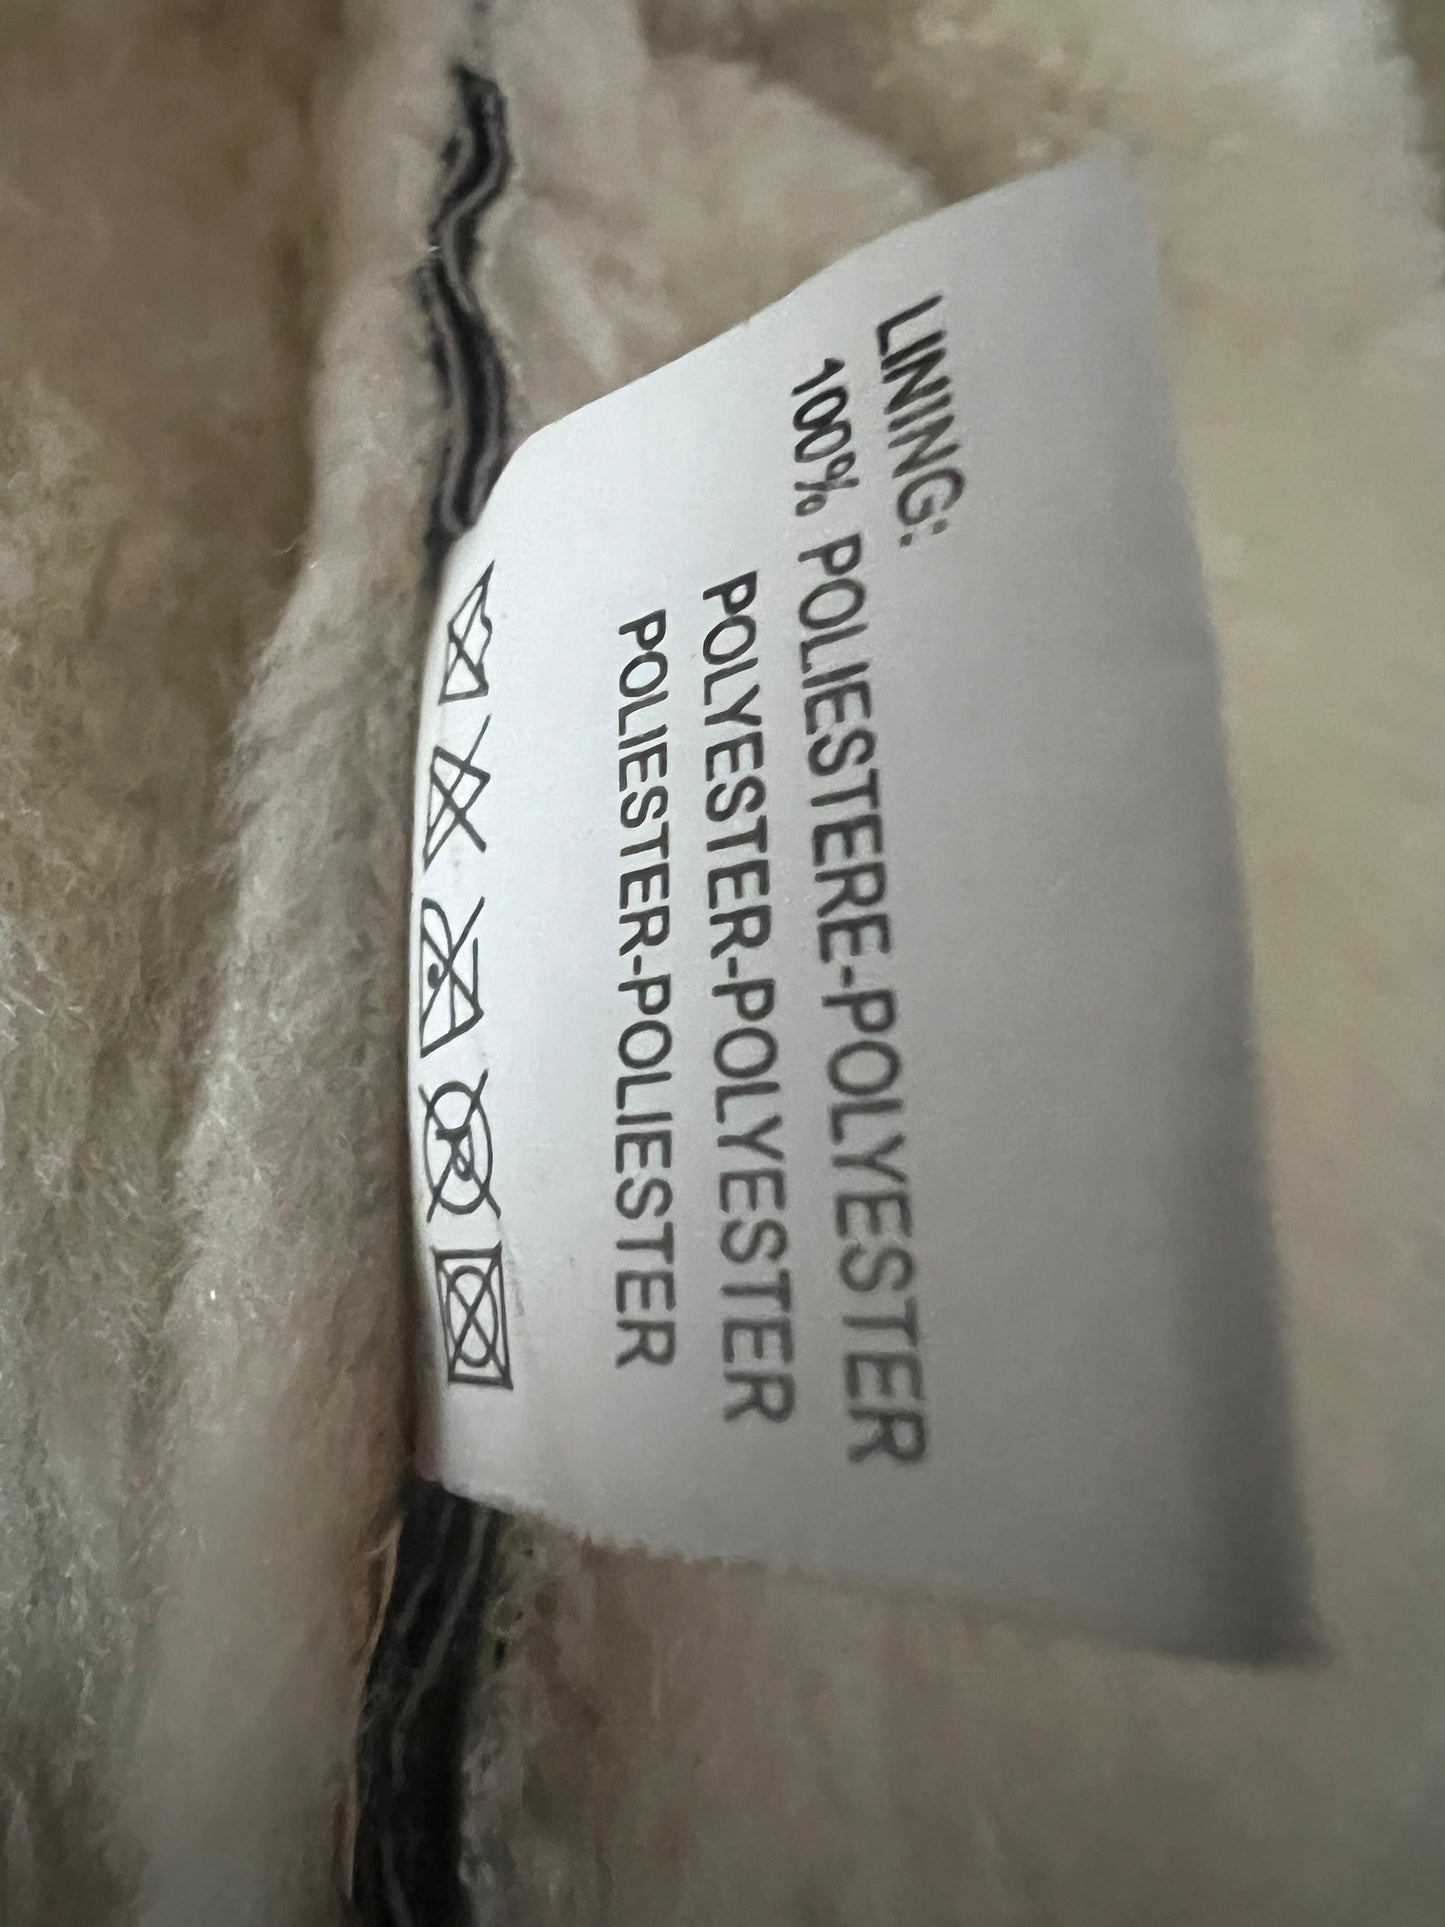 LINING:
100% POLIESTERE-POLYESTER
POLYESTER-POLYESTER
POLIESTER-POLIESTER
P